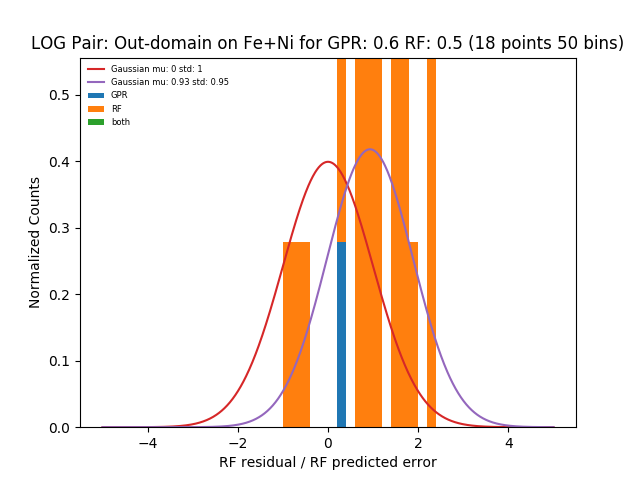 LOG Pair: Out-domain on Fe+Ni for GPR: 0.6 RF: 0.5 (18 points 50 bins)
Gaussian mu: 0 std: 1
Gaussian mu: 0.93 std: 0.95
GPR
RF
both
0.5
0.4
0.3
0.2
0.1
0.0
Normalized Counts
−4
−2
0
2
4
RF residual / RF predicted error